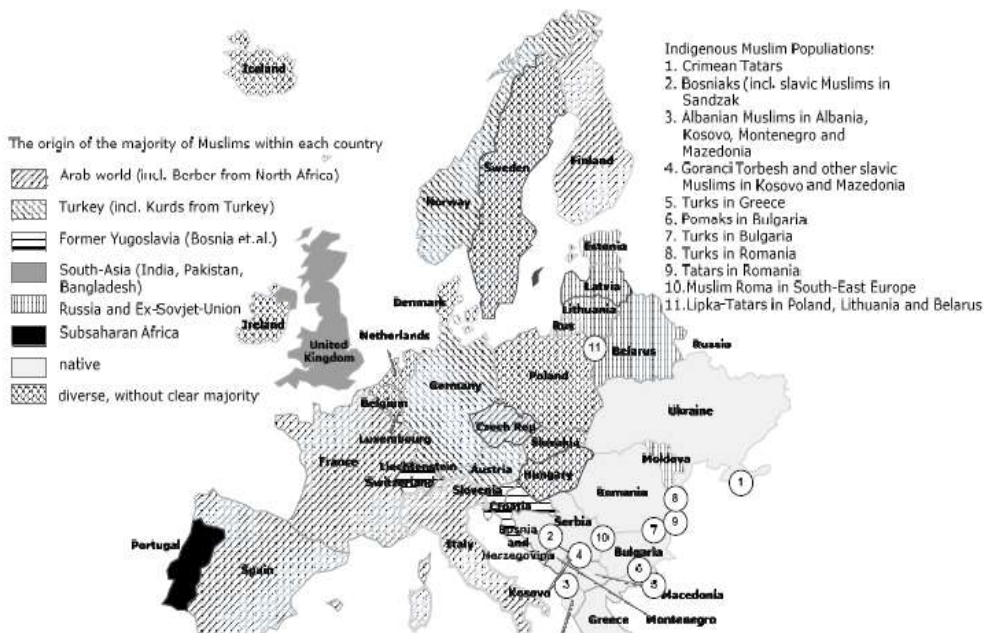 Iceland
Indigenous Muslim Populiations:
1. Crimean Tatars
2. Bosniaks (incl. slavic Muslims in
Sandzak
3. Albanian Muslims in Albania,
Kosovo, Montenegro and
Mazedonia
4. Goranci Torbesh and other slavic
Muslims in Kosovo and Mazedonia
5. Turks in Greece
6. Pomaks in Bulgaria
7. Turks in Bulgaria
8. Turks in Romania
9. Tatars in Romania
10. Muslim Roma in South-East Europe
11. Lipka-Tatars in Poland, Lithuania and Belarus
The origin of the majority of Muslims within each country
Arab world (incl. Berber from North Africa)
Turkey (incl. Kurds from Turkey)
Former Yugoslavia (Bosnia et.al.)
South-Asia (India, Pakistan,
Bangladesh)
Russia and Ex-Sovjet-Union
Subsaharan Africa
native
diverse, without clear majority
Finland
Sweden
Norway
Estonia
Latvia
Lithuania
Denmark
Ireland
Rus
Netherlands
United
Kingdom
11
Belarus
Russia
Poland
Germany
Belgium
Ukraine
Czech Rep
Luxembourg
Slovakia
Moldova
France
Liechtenstein
Austria
Hungary
Switzerland
1
Slovenia
Romania
8
Croatia
Serbia
9
Bosnia
and
Herzegovina
2
10
7
Portugal
Italy
Bulgaria
4
Spain
6
Kosovo
3
5
Macedonia
Montenegro
Greece